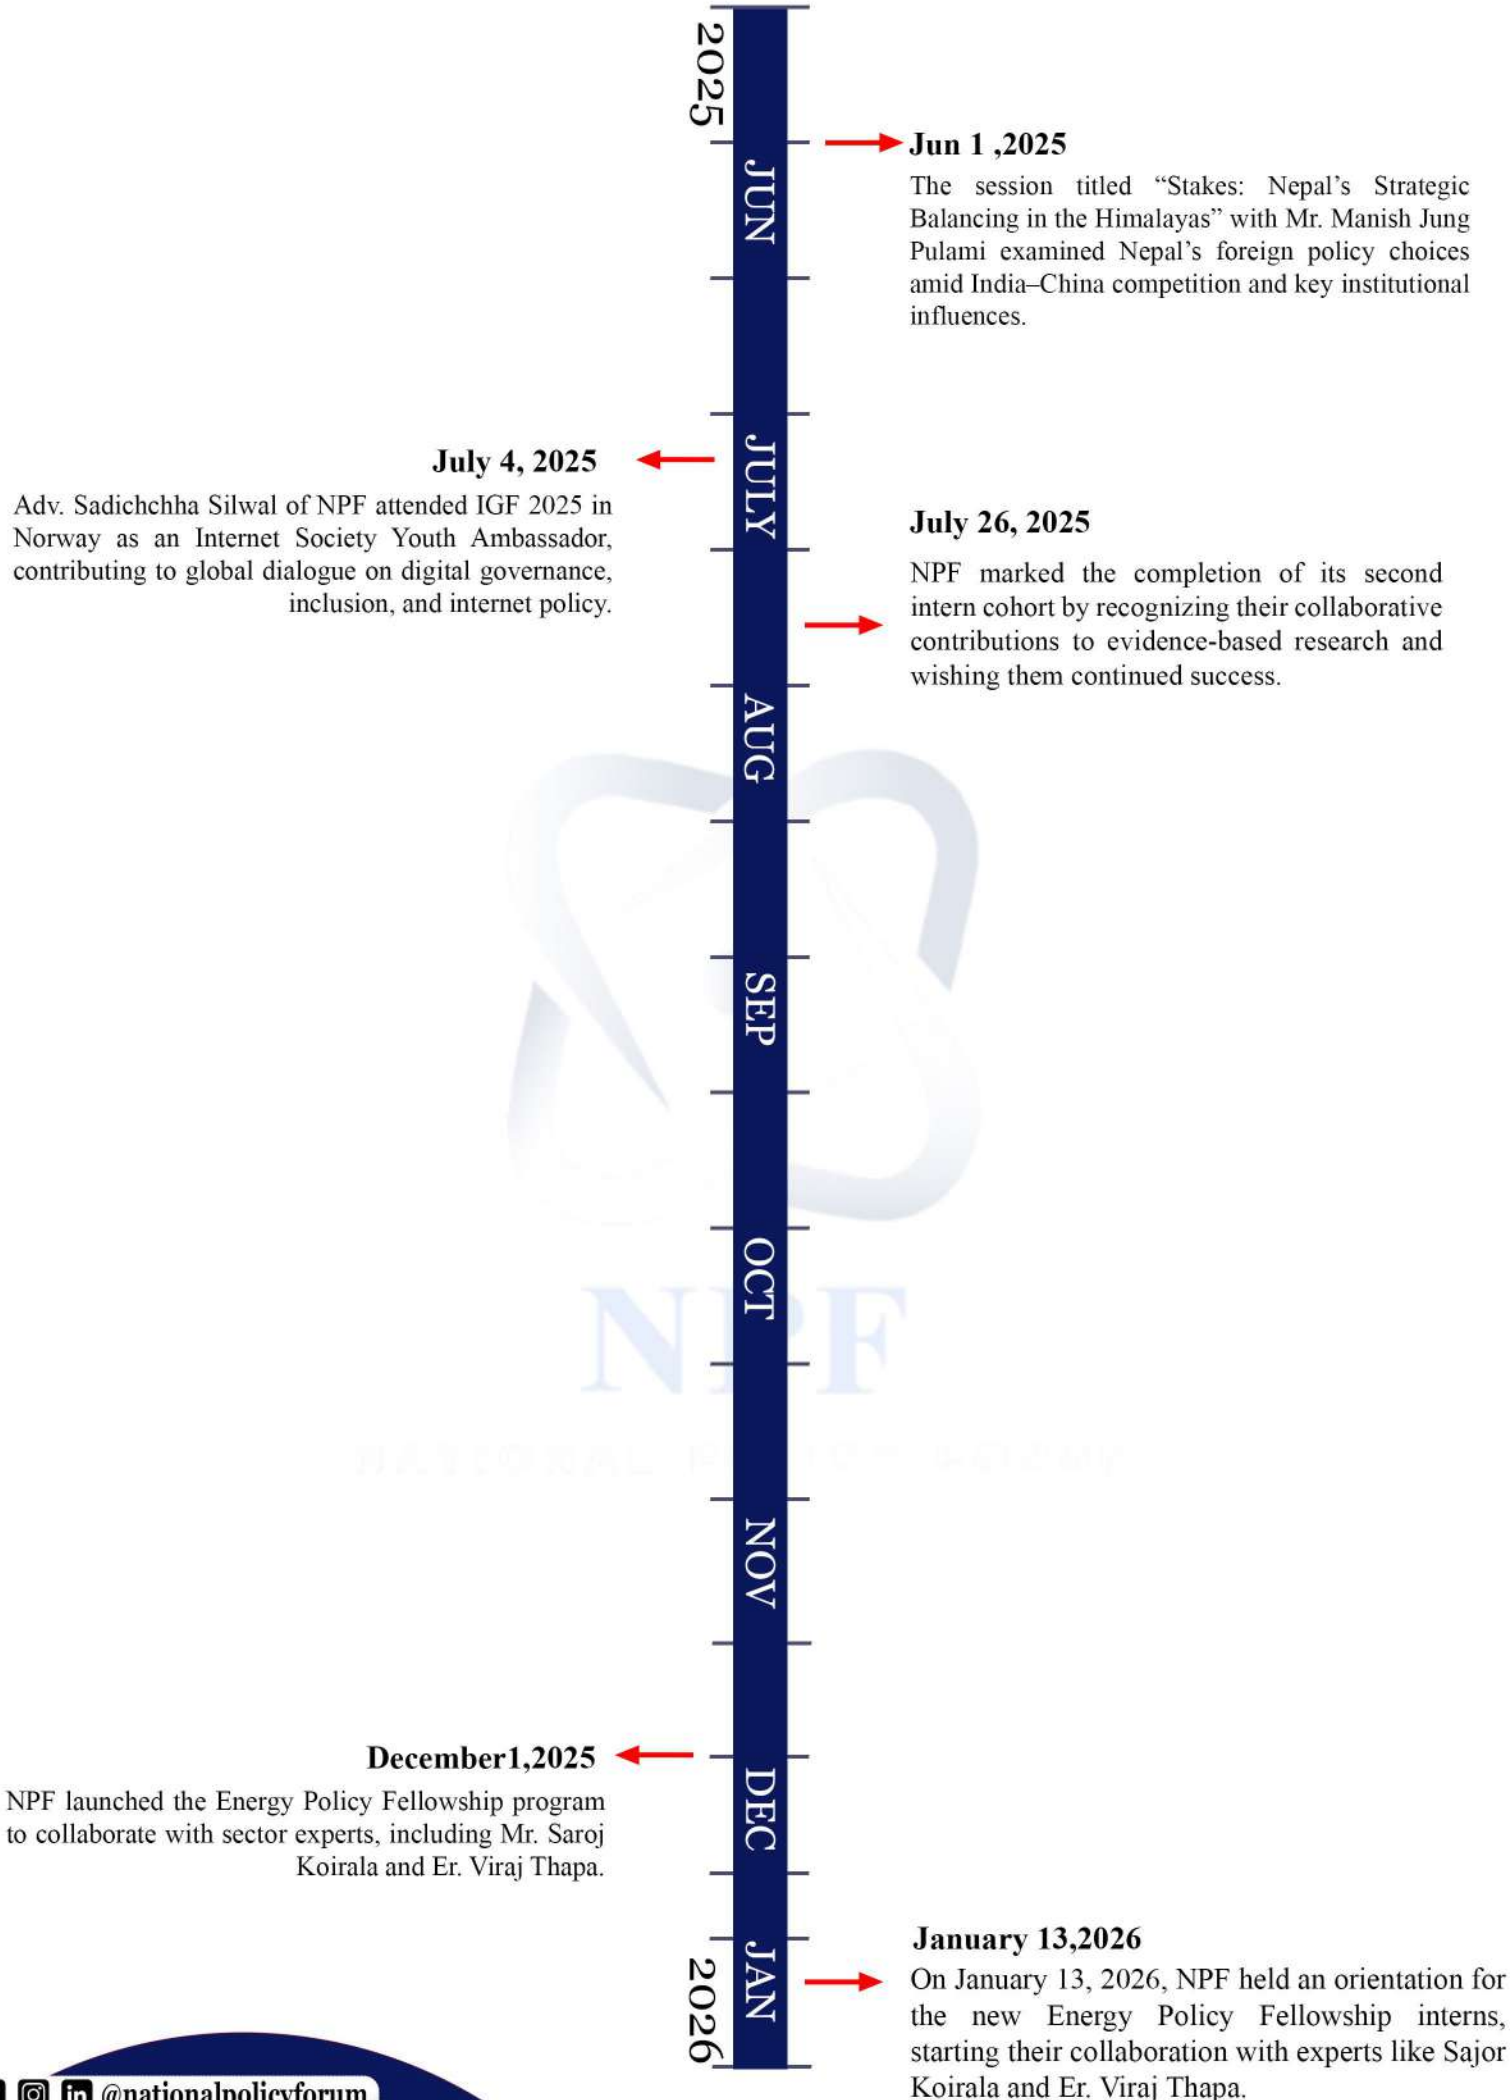 2025
Jun 1 ,2025
JUN
The session titled “Stakes: Nepal’s Strategic
Balancing in the Himalayas” with Mr. Manish Jung
Pulami examined Nepal’s foreign policy choices
amid India–China competition and key institutional
influences.
July 4, 2025
JULY
Adv. Sadichchha Silwal of NPF attended IGF 2025 in
Norway as an Internet Society Youth Ambassador,
contributing to global dialogue on digital governance,
inclusion, and internet policy.
July 26, 2025
NPF marked the completion of its second
intern cohort by recognizing their collaborative
contributions to evidence-based research and
wishing them continued success.
AUG
SEP
OCT
NPF
NATIONAL POLICY FORUM
NOV
December1,2025
DEC
NPF launched the Energy Policy Fellowship program
to collaborate with sector experts, including Mr. Saroj
Koirala and Er. Viraj Thapa.
January 13,2026
JAN
2026
On January 13, 2026, NPF held an orientation for
the new Energy Policy Fellowship interns,
starting their collaboration with experts like Sajor
Koirala and Er. Viraj Thapa.
@nationalpolicyforum